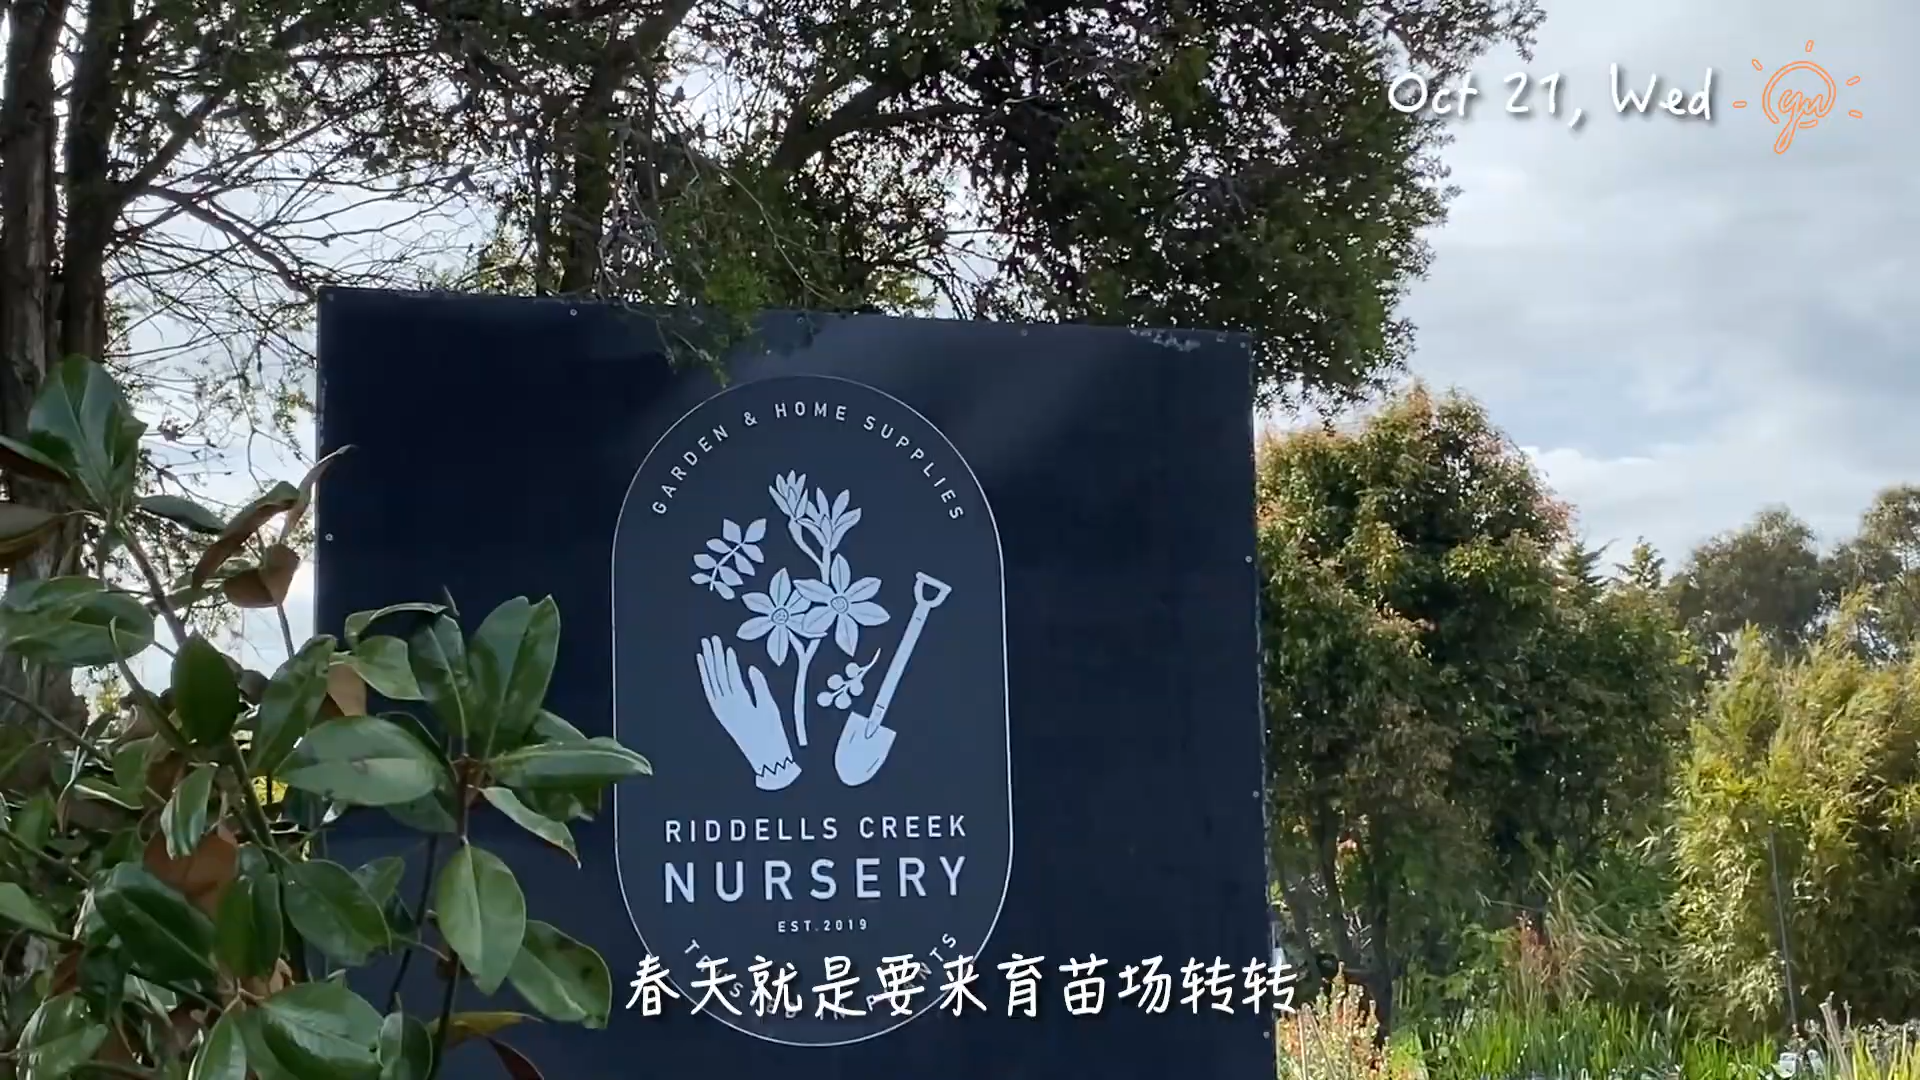 Oct 21, Wed
yu
GARDEN & HOME SUPPLIES
RIDDELLS CREEK
NURSERY
EST.2019
春天就是要来育苗场转转